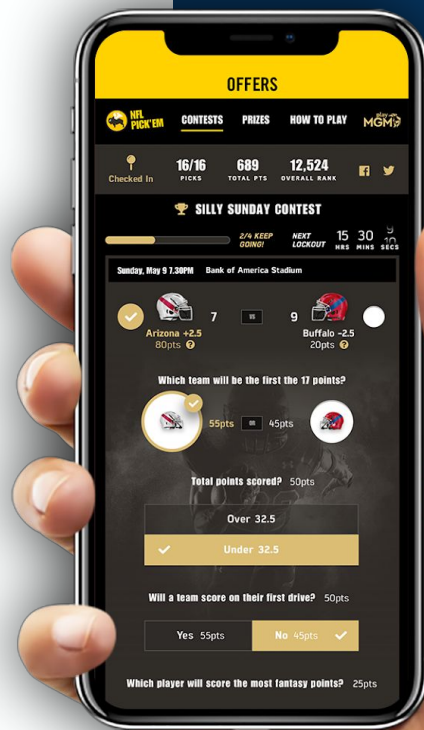 OFFERS
NFL
PICK'EM
CONTESTS
PRIZES
HOW TO PLAY
play with
MGM
Checked In
16/16
PICKS
689
TOTAL PTS
12,524
OVERALL RANK
SILLY SUNDAY CONTEST
2/4 KEEP
GOING!
NEXT
LOCKOUT
15
HRS
30
MINS
SECS
Sunday, May 9 7.30PM Bank of America Stadium
7
VS
9
Arizona +2.5
80pts ?
Buffalo -2.5
20pts ?
Which team will be the first the 17 points?
55pts
OR
45pts
Total points scored? 50pts
Over 32.5
Under 32.5
Will a team score on their first drive? 50pts
Yes 55pts
No 45pts
Which player will score the most fantasy points? 25pts